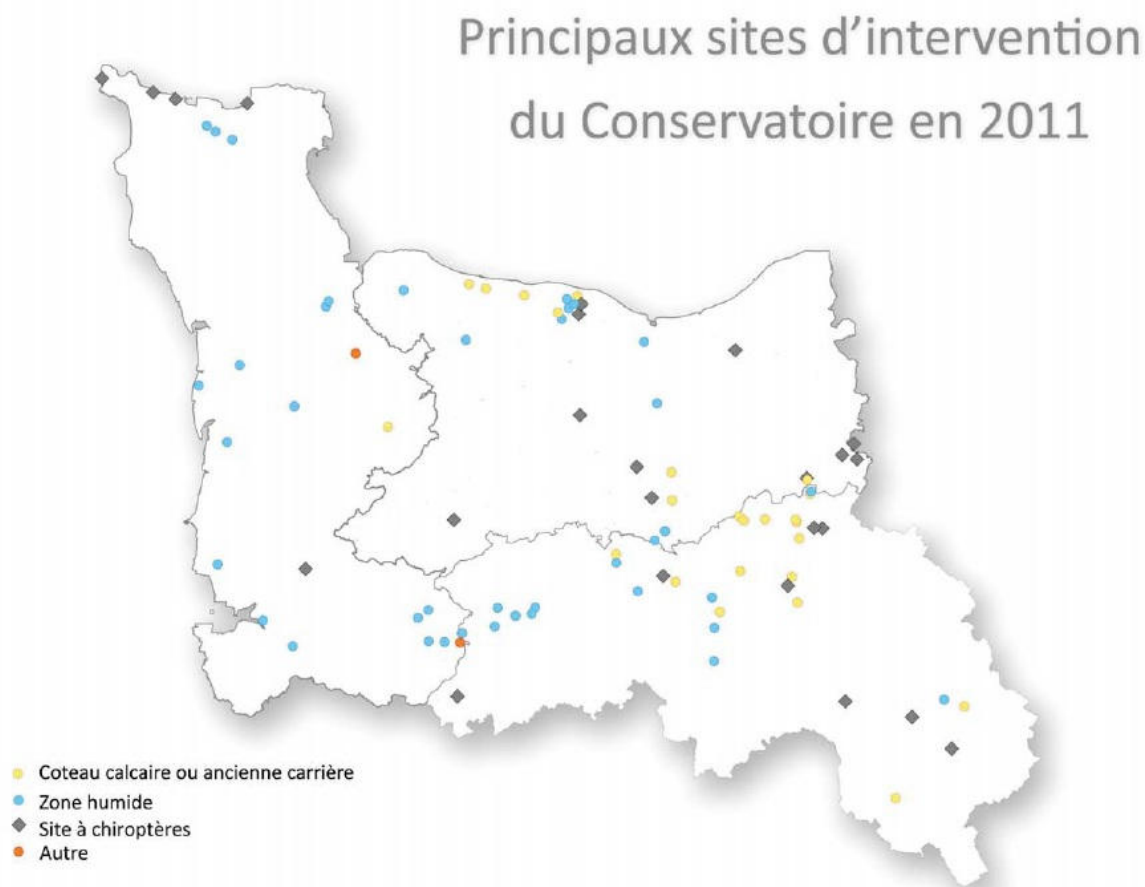 Principaux sites d'intervention
du Conservatoire en 2011
Coteau calcaire ou ancienne carrière
Zone humide
Site à chiroptères
Autre